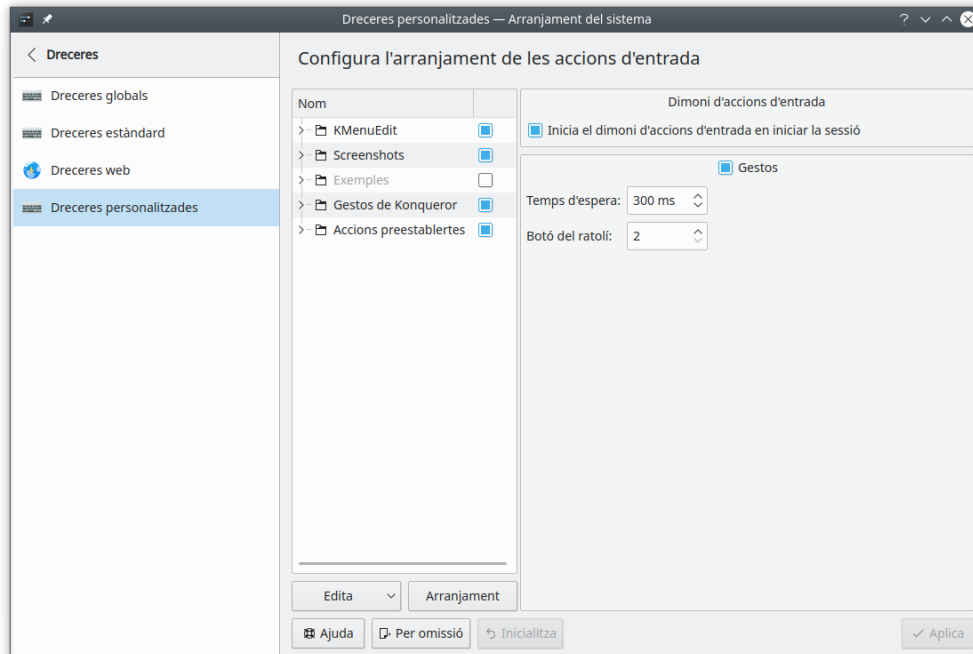 Dreceres personalitzades — Arranjament del sistema
Dreceres
Dreceres globals
Dreceres estàndard
Dreceres web
Dreceres personalitzades
Configura l'arranjament de les accions d'entrada
Nom
KMenuEdit
Screenshots
Exemples
Gestos de Konqueror
Accions preestablertes
Edita
Arranjament
Dimoni d'accions d'entrada
Inicia el dimoni d'accions d'entrada en iniciar la sessió
Gestos
Temps d'espera: 300 ms
Botó del ratolí: 2
Ajuda
Per omissió
Inicialitza
Aplica